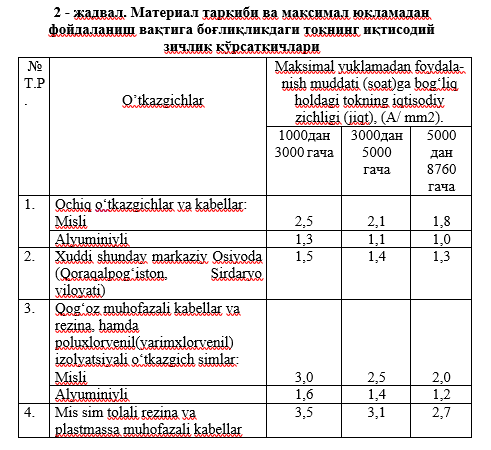 2 - жадвал. Материал таркиби ва максимал юкламадан
фойдаланиш вақтига боғлиқликдаги токнинг иқтисодий
зичлик кўрсаткичлари
№
Т.Р
.
O‘tkazgichlar
Maksimal yuklamadan foydala-
nish muddati (soat)ga bog‘liq
holdagi tokning iqtisodiy
zichligi (jiqt), (A/ mm2).
1000дан
3000 гача
3000дан
5000
гача
5000
дан
8760
гача
1.
Ochiq o‘tkazgichlar va kabellar:
Misli 2,5 2,1 1,8
Alyuminiyli 1,3 1,1 1,0
2. Xuddi shunday markaziy Osiyoda 1,5 1,4 1,3
(Qoraqalpog‘iston, Sirdaryo
viloyati)
3. Qog‘oz muhofazali kabellar va
rezina, hamda
poluxlorvenil(yarimxlorvenil)
izolyatsiyali o‘tkazgich simlar:
Misli 3,0 2,5 2,0
Alyuminiyli 1,6 1,4 1,2
4. Mis sim tolali rezina va 3,5 3,1 2,7
plastmassa muhofazali kabellar